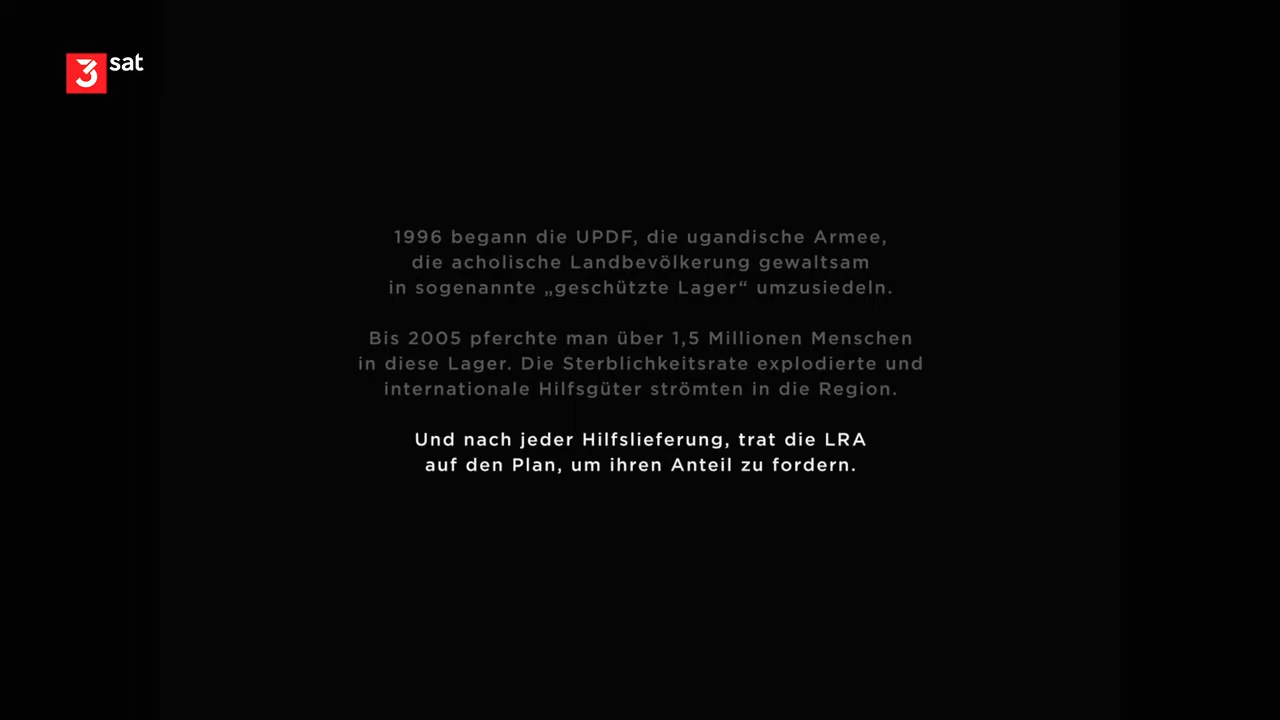 3sat
1996 begann die UPDF, die ugandische Armee,
die acholische Landbevölkerung gewaltsam
in sogenannte „geschützte Lager“ umzusiedeln.
Bis 2005 pferchte man über 1,5 Millionen Menschen
in diese Lager. Die Sterblichkeitsrate explodierte und
internationale Hilfsgüter strömten in die Region.
Und nach jeder Hilfslieferung, trat die LRA
auf den Plan, um ihren Anteil zu fordern.